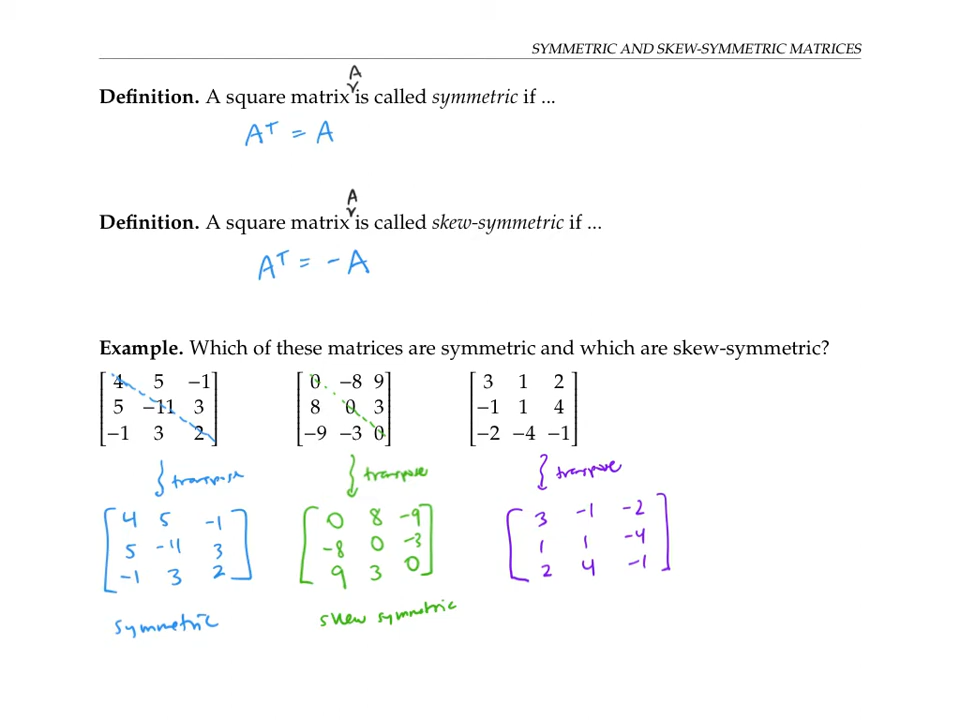 SYMMETRIC AND SKEW-SYMMETRIC MATRICES
A
Definition. A square matrix is called symmetric if ...
Aᵀ = A
A
Definition. A square matrix is called skew-symmetric if ...
Aᵀ = - A
Example. Which of these matrices are symmetric and which are skew-symmetric?
4 5 −1 0 −8 9 3 1 2
5 −11 3 8 0 3 −1 1 4
−1 3 2 −9 −3 0 −2 −4 −1
transpose transpose transpose
4 5 -1 0 8 -9 3 -1 -2
5 -11 3 -8 0 -3 1 1 -4
-1 3 2 9 3 0 2 4 -1
symmetric skew symmetric